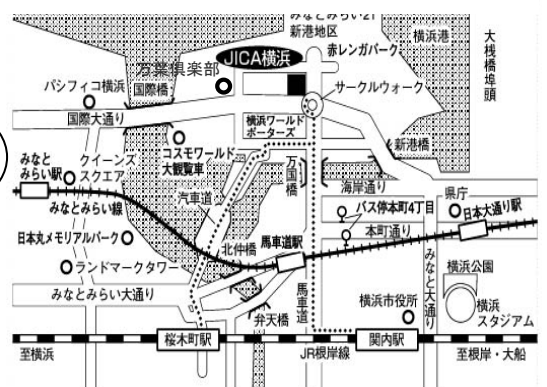 みなとみらい21
新港地区
JICA横浜
赤レンガパーク
横浜港
大桟橋埠頭
万葉倶楽部
パシフィコ横浜
国際橋
サークルウォーク
国際大通り
横浜ワールド
ポーターズ
新港橋
コスモワールド
大観覧車
みなと
みらい駅
クイーンズ
スクエア
万国橋
海岸通り
県庁
みなとみらい線
汽車道
バス停本町4丁目
日本大通り駅
日本丸メモリアルパーク
北仲橋
馬車道駅
本町通り
ランドマークタワー
みなとみらい大通り
馬車道
みなと大通り
横浜公園
弁天橋
横浜市役所
横浜
スタジアム
桜木町駅
関内駅
至横浜
JR根岸線
至根岸・大船